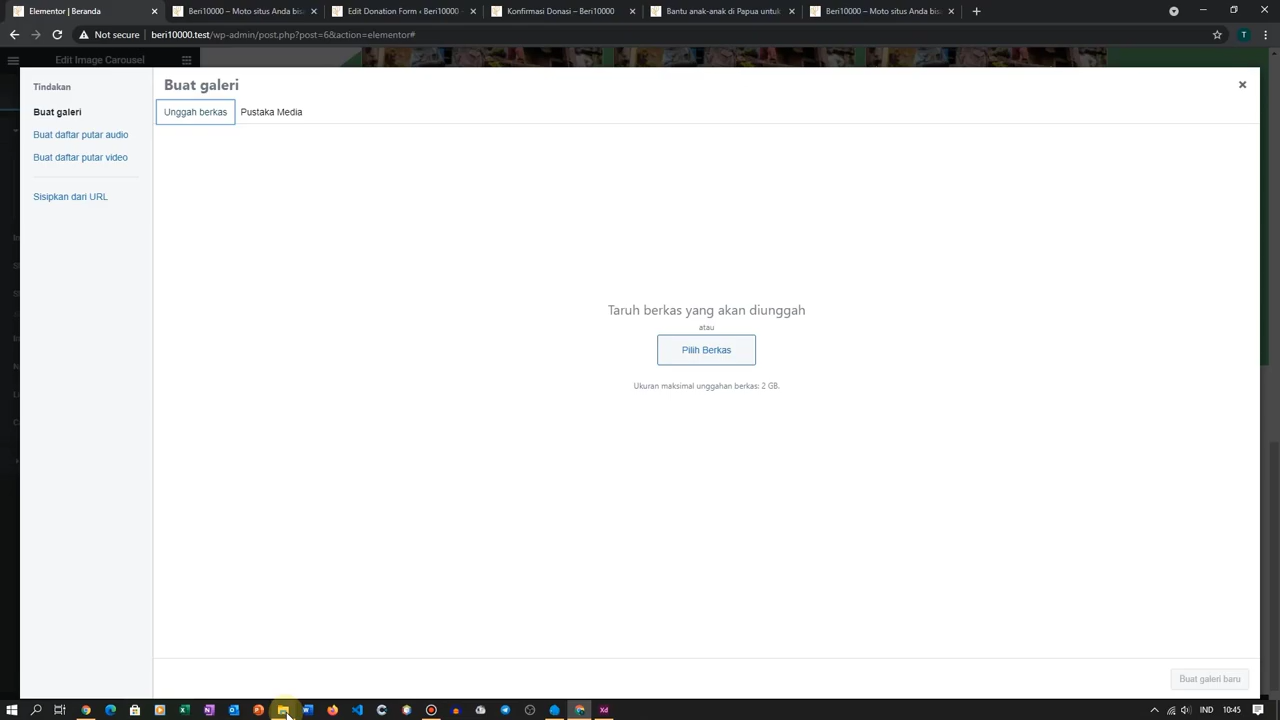 Elementor
Beri10000 – Moto situs Anda bis
Edit Donation Form ‹ Beri10000
Konfirmasi Donasi – Beri10000
Bantu anak-anak di Papua untuk
Beri10000 – Moto situs Anda bis
Not secure
beri10000.test/wp-admin/post.php?post=6&action=elementor#
T
Edit Image Carousel
Tindakan
Buat galeri
Buat daftar putar audio
Buat daftar putar video
Sisipkan dari URL
Buat galeri
Unggah berkas
Pustaka Media
Taruh berkas yang akan diunggah
atau
Pilih Berkas
Ukuran maksimal unggahan berkas: 2 GB.
Buat galeri baru
IND
10:45